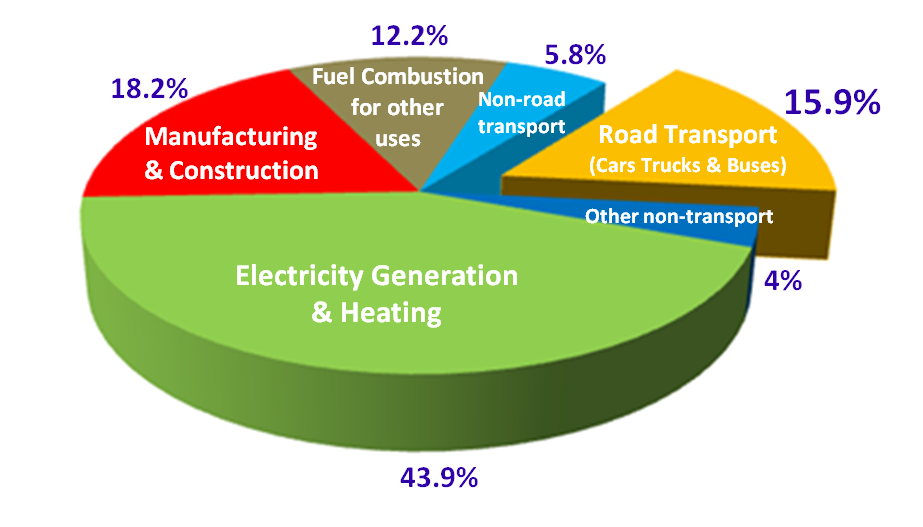 12.2%
5.8%
18.2%
15.9%
Fuel Combustion
for other
uses
Non-road
transport
Manufacturing
& Construction
Road Transport
(Cars Trucks & Buses)
Other non-transport
4%
Electricity Generation
& Heating
43.9%